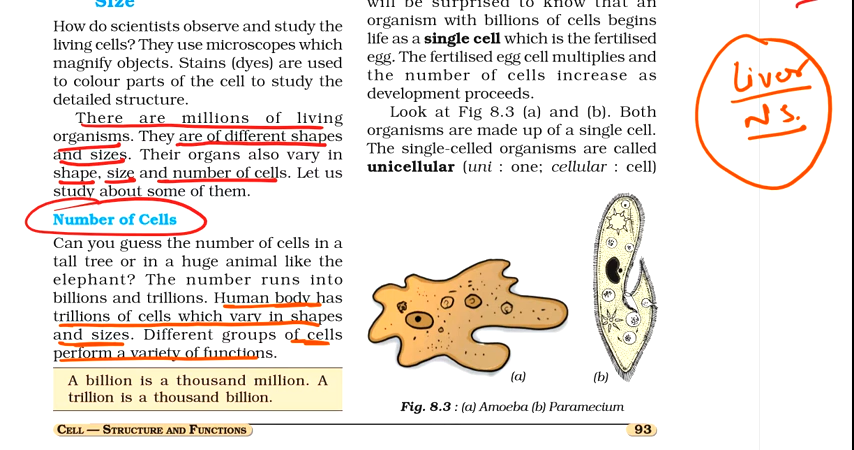 Size
How do scientists observe and study the
living cells? They use microscopes which
magnify objects. Stains (dyes) are used
to colour parts of the cell to study the
detailed structure.
There are millions of living
organisms. They are of different shapes
and sizes. Their organs also vary in
shape, size and number of cells. Let us
study about some of them.
Number of Cells
Can you guess the number of cells in a
tall tree or in a huge animal like the
elephant? The number runs into
billions and trillions. Human body has
trillions of cells which vary in shapes
and sizes. Different groups of cells
perform a variety of functions.
A billion is a thousand million. A
trillion is a thousand billion.
will be surprised to know that an
organism with billions of cells begins
life as a single cell which is the fertilised
egg. The fertilised egg cell multiplies and
the number of cells increase as
development proceeds.
Look at Fig 8.3 (a) and (b). Both
organisms are made up of a single cell.
The single-celled organisms are called
unicellular (uni : one; cellular : cell)
(a)
(b)
Fig. 8.3 : (a) Amoeba (b) Paramecium
CELL — STRUCTURE AND FUNCTIONS
93
Liver
NS.